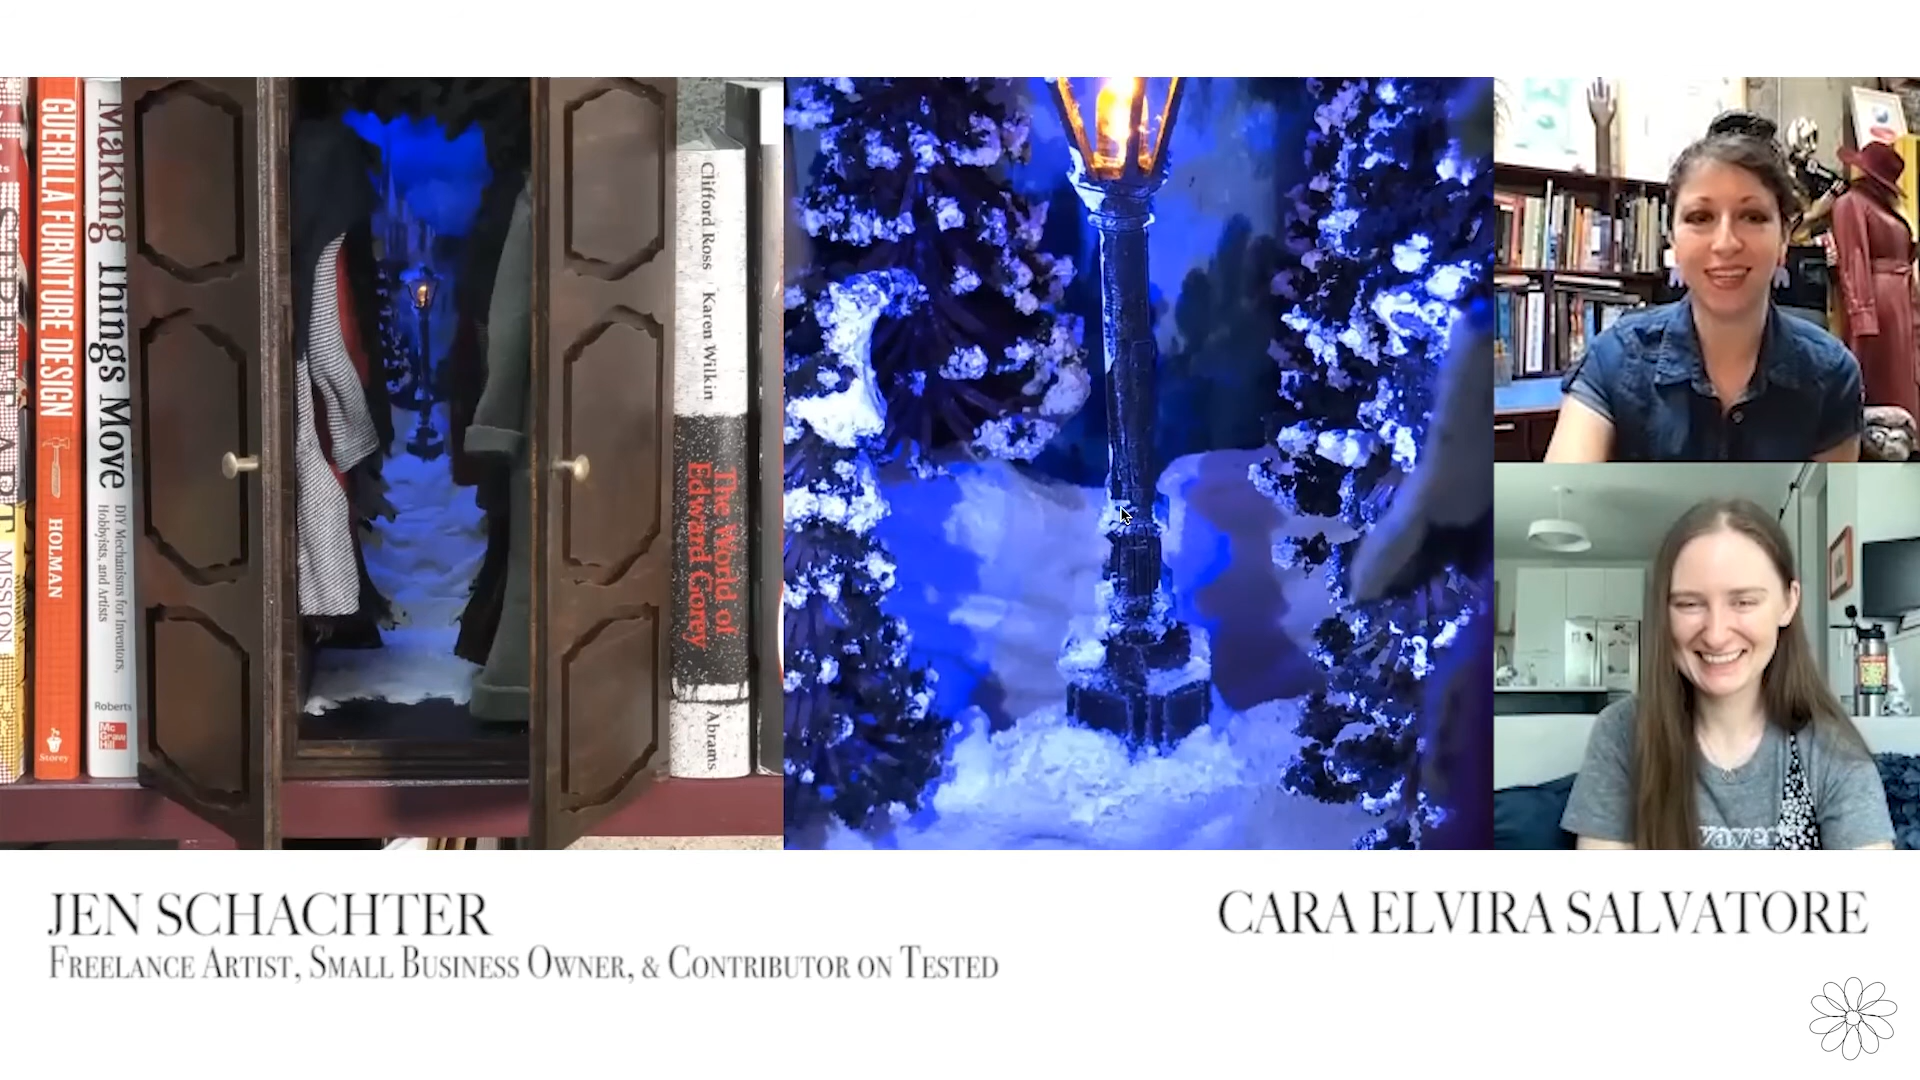 MISSION
GUERILLA FURNITURE DESIGN
HOLMAN
Storey
Making Things Move
DIY Mechanisms for Inventors,
Hobbyists, and Artists
Roberts
Mc
Graw
Hill
Clifford Ross Karen Wilkin
The World of
Edward Gorey
Abrams
JEN SCHACHTER
FREELANCE ARTIST, SMALL BUSINESS OWNER, & CONTRIBUTOR ON TESTED
CARA ELVIRA SALVATORE